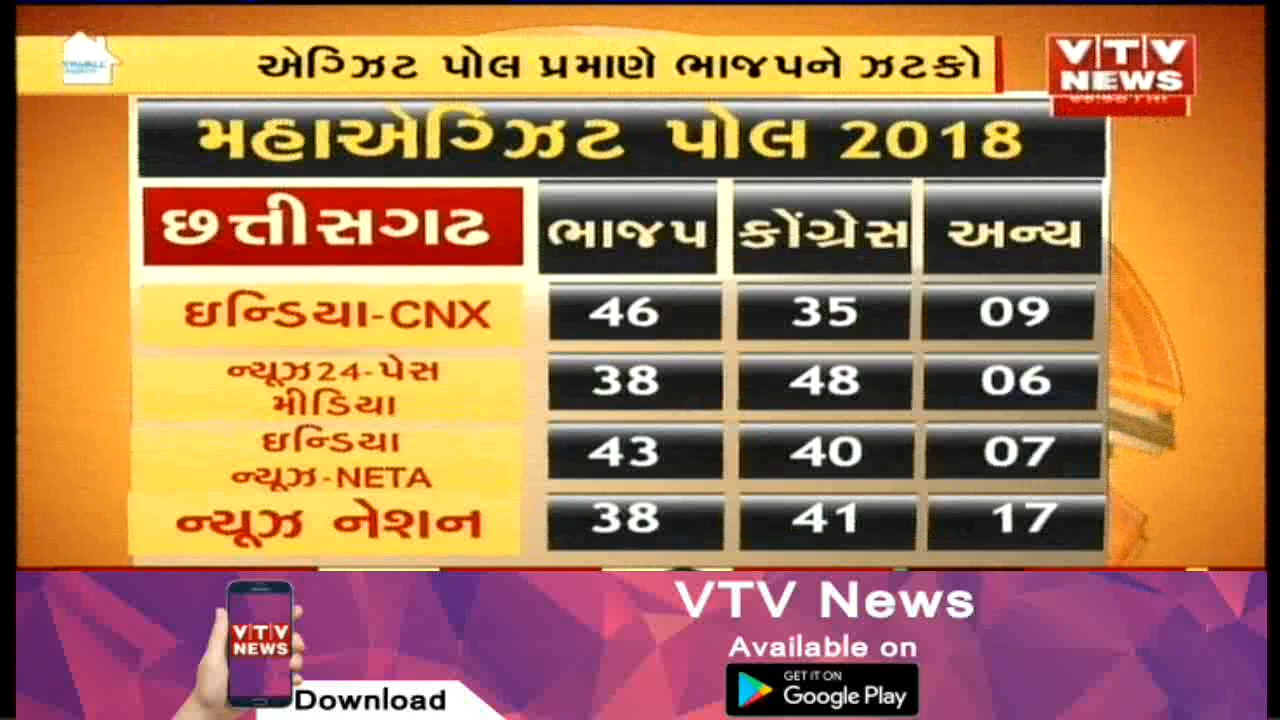 એગ્ઝિટ પોલ પ્રમાણે ભાજપને ઝટકો
VTV
NEWS
મહાએગ્ઝિટ પોલ 2018
છત્તીસગઢ ભાજપ કોંગ્રેસ અન્ય
ઇન્ડિયા-CNX 46 35 09
ન્યૂઝ24-પેસ
મીડિયા 38 48 06
ઇન્ડિયા
ન્યૂઝ-NETA 43 40 07
ન્યૂઝ નેશન 38 41 17
VTV
NEWS
Download
VTV News
Available on
GET IT ON
Google Play